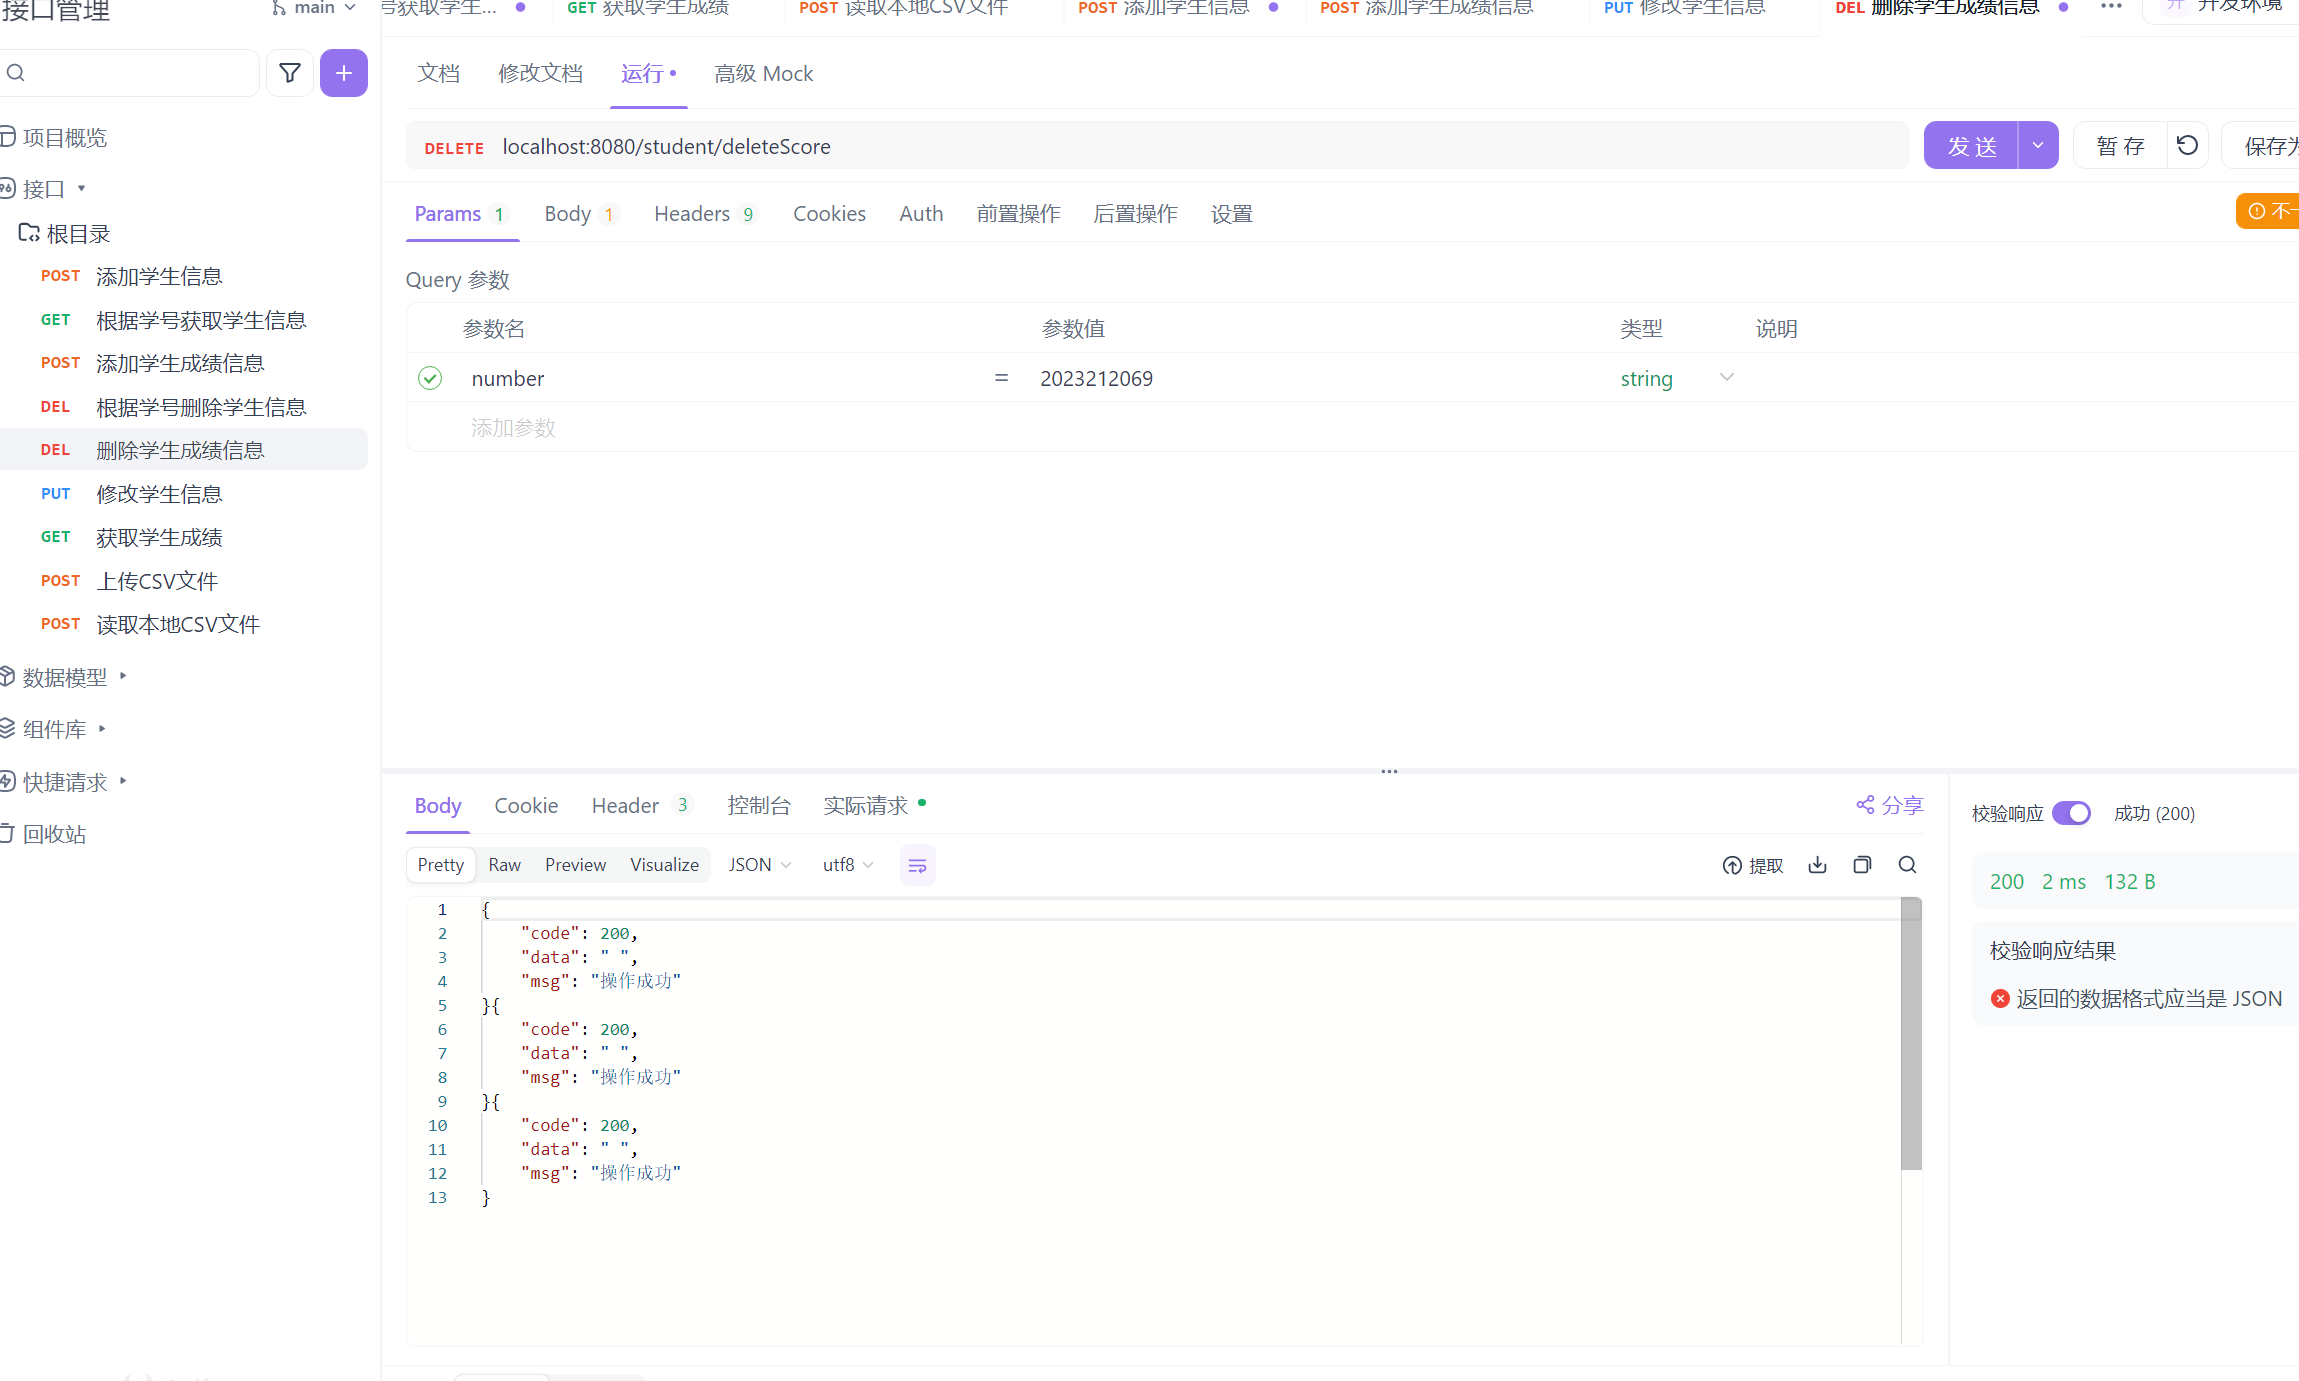 接口管理
main
号获取学生...
GET 获取学生成绩
POST 读取本地CSV文件
POST 添加学生信息
POST 添加学生成绩信息
PUT 修改学生信息
DEL 删除学生成绩信息
开 开发环境
文档
修改文档
运行
高级 Mock
项目概览
DELETE localhost:8080/student/deleteScore
发 送
暂 存
保存为
接口
Params 1
Body 1
Headers 9
Cookies
Auth
前置操作
后置操作
设置
根目录
POST 添加学生信息
GET 根据学号获取学生信息
POST 添加学生成绩信息
DEL 根据学号删除学生信息
DEL 删除学生成绩信息
PUT 修改学生信息
GET 获取学生成绩
POST 上传CSV文件
POST 读取本地CSV文件
数据模型
组件库
快捷请求
回收站
Query 参数
参数名 参数值 类型 说明
number = 2023212069 string
添加参数
Body
Cookie
Header 3
控制台
实际请求
分享
Pretty Raw Preview Visualize JSON utf8
提取
1 {
2 "code": 200,
3 "data": " ",
4 "msg": "操作成功"
5 }{
6 "code": 200,
7 "data": " ",
8 "msg": "操作成功"
9 }{
10 "code": 200,
11 "data": " ",
12 "msg": "操作成功"
13 }
校验响应 成功 (200)
200 2 ms 132 B
校验响应结果
返回的数据格式应当是 JSON